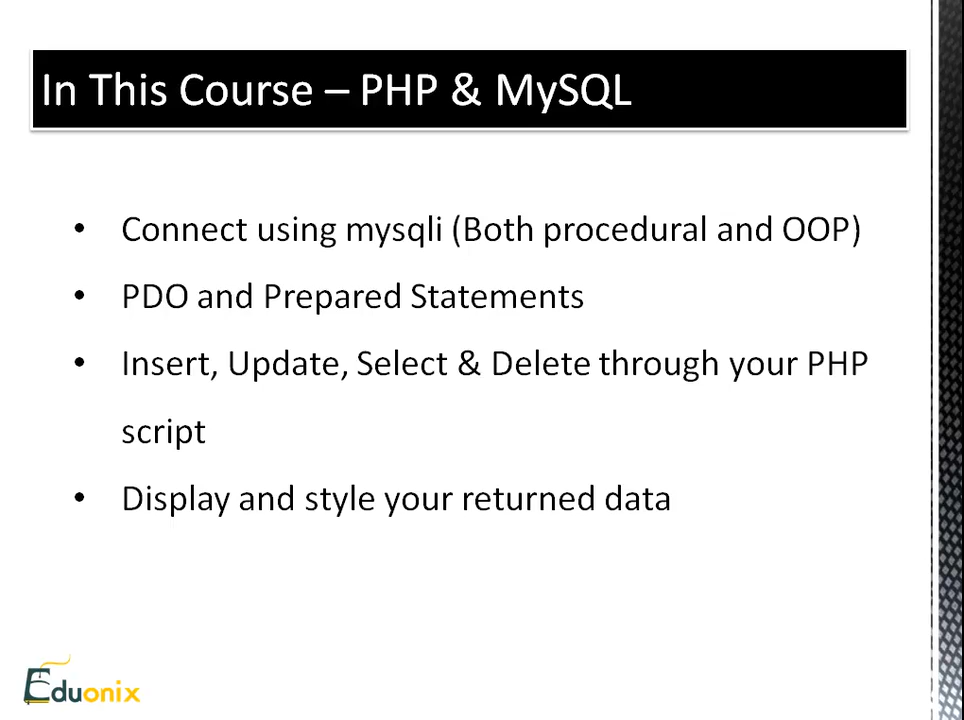 In This Course – PHP & MySQL
• Connect using mysqli (Both procedural and OOP)
• PDO and Prepared Statements
• Insert, Update, Select & Delete through your PHP
script
• Display and style your returned data
Eduonix